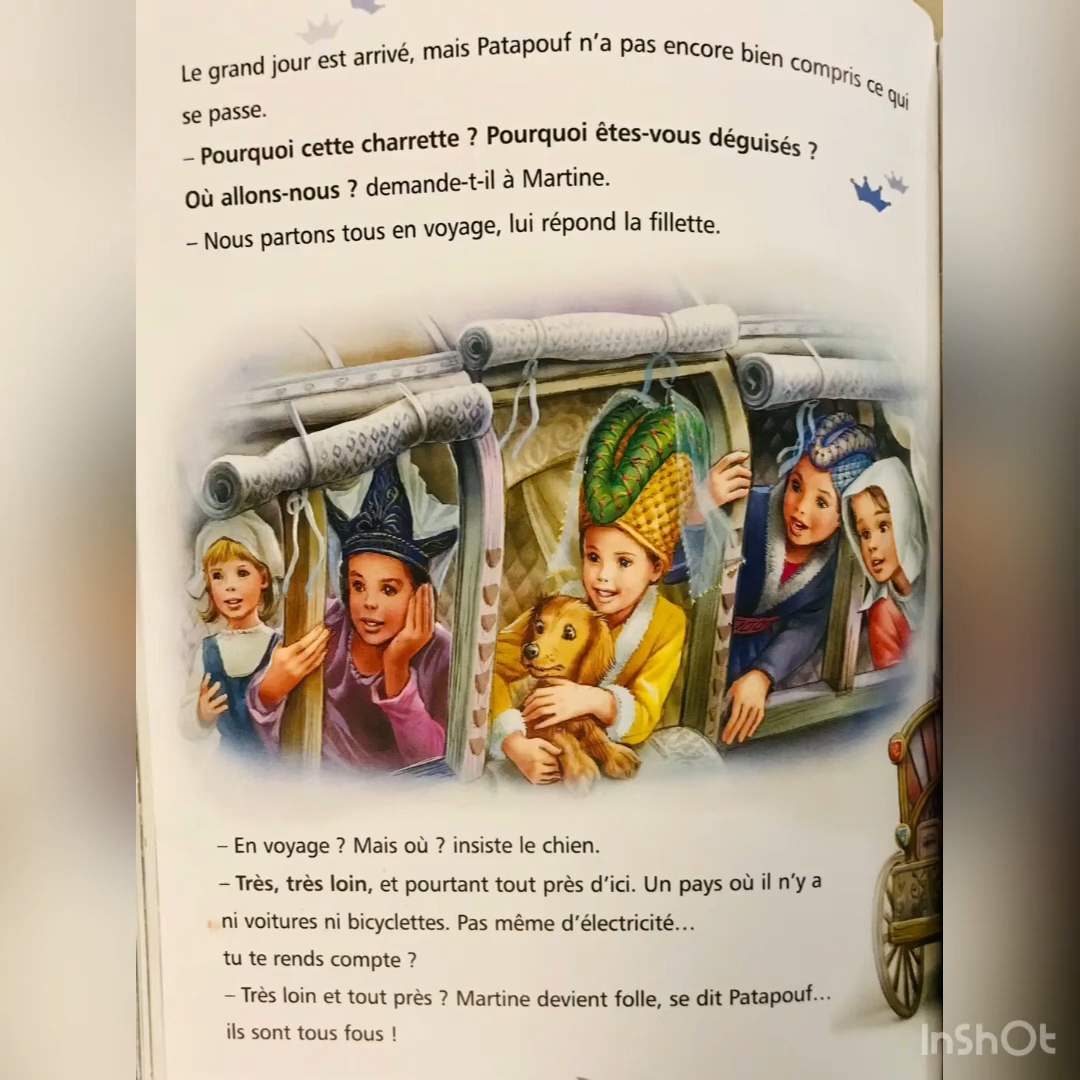 Le grand jour est arrivé, mais Patapouf n'a pas encore bien compris ce qui
se passe.
– Pourquoi cette charrette ? Pourquoi êtes-vous déguisés ?
Où allons-nous ? demande-t-il à Martine.
– Nous partons tous en voyage, lui répond la fillette.
– En voyage ? Mais où ? insiste le chien.
– Très, très loin, et pourtant tout près d'ici. Un pays où il n'y a
ni voitures ni bicyclettes. Pas même d'électricité…
tu te rends compte ?
– Très loin et tout près ? Martine devient folle, se dit Patapouf…
ils sont tous fous !
InShOt